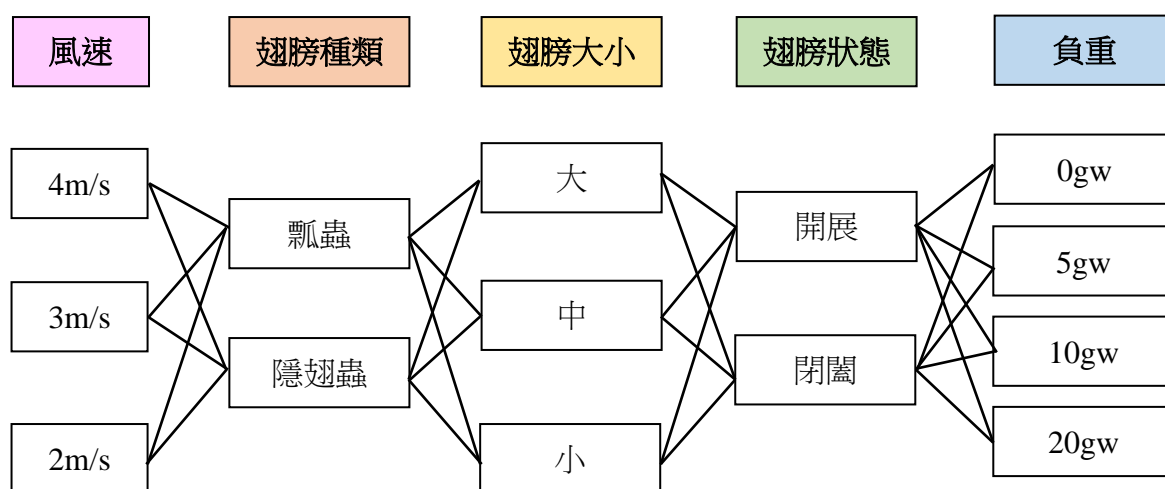 風速
翅膀種類
翅膀大小
翅膀狀態
負重
4m/s
3m/s
2m/s
瓢蟲
隱翅蟲
大
中
小
開展
閉闔
0gw
5gw
10gw
20gw